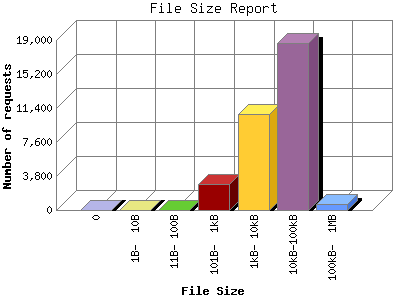 File Size Report
Number of requests
19,000
15,200
11,400
7,600
3,800
0
0
1B- 10B
11B- 100B
101B- 1kB
1kB- 10kB
10kB-100kB
100kB- 1MB
File Size